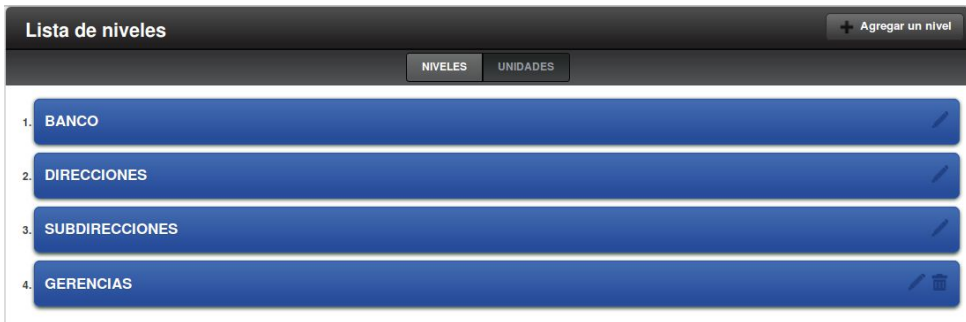 Lista de niveles
Agregar un nivel
NIVELES UNIDADES
1. BANCO
2. DIRECCIONES
3. SUBDIRECCIONES
4. GERENCIAS